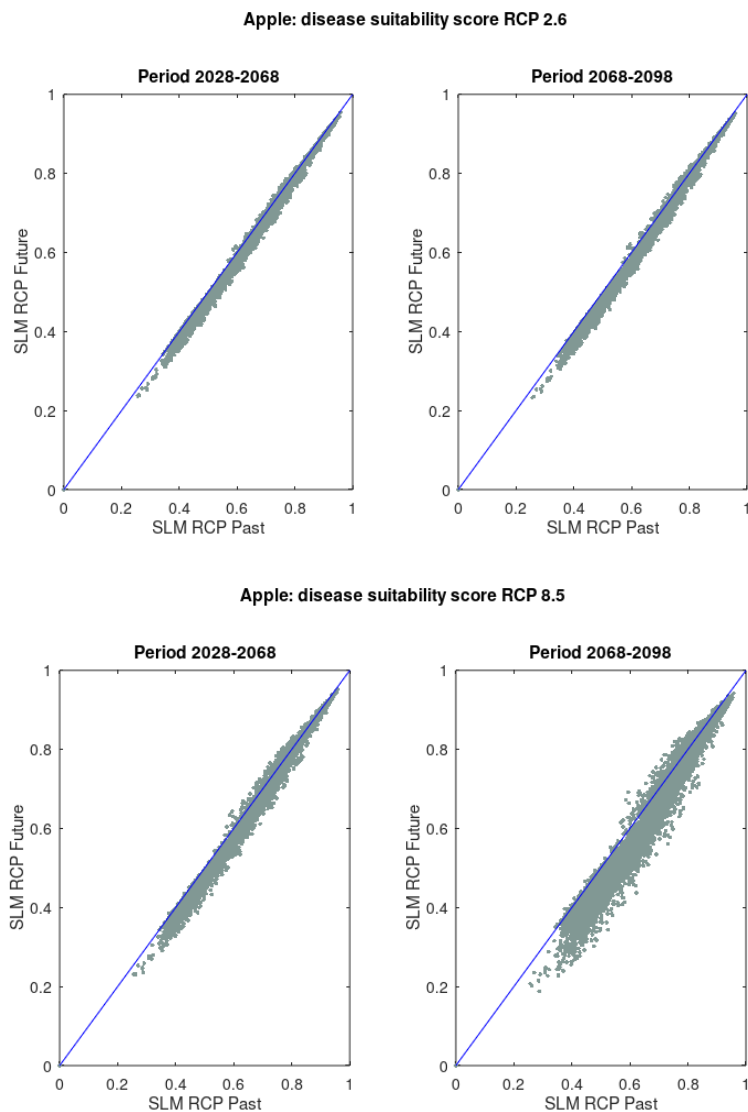 Apple: disease suitability score RCP 2.6
Period 2028-2068
1
0.8
0.6
0.4
0.2
0
SLM RCP Future
0 0.2 0.4 0.6 0.8 1
SLM RCP Past
Period 2068-2098
1
0.8
0.6
0.4
0.2
0
SLM RCP Future
0 0.2 0.4 0.6 0.8 1
SLM RCP Past
Apple: disease suitability score RCP 8.5
Period 2028-2068
1
0.8
0.6
0.4
0.2
0
SLM RCP Future
0 0.2 0.4 0.6 0.8 1
SLM RCP Past
Period 2068-2098
1
0.8
0.6
0.4
0.2
0
SLM RCP Future
0 0.2 0.4 0.6 0.8 1
SLM RCP Past